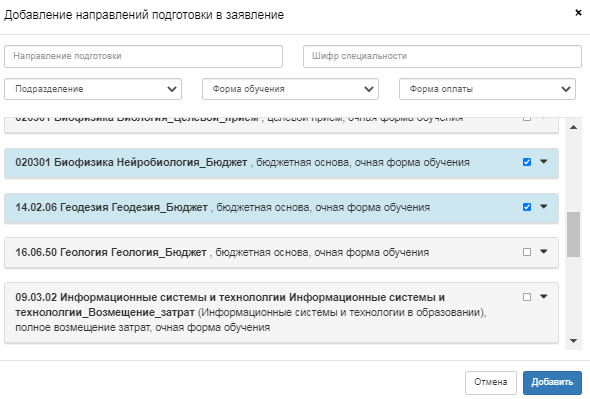 Добавление направлений подготовки в заявление
×
Направление подготовки
Шифр специальности
Подразделение
Форма обучения
Форма оплаты
020301 Биофизика Биология_Целевой_прием , целевой прием, очная форма обучения
020301 Биофизика Нейробиология_Бюджет , бюджетная основа, очная форма обучения
14.02.06 Геодезия Геодезия_Бюджет , бюджетная основа, очная форма обучения
16.06.50 Геология Геология_Бюджет , бюджетная основа, очная форма обучения
09.03.02 Информационные системы и технололгии Информационные системы и
технололгии_Возмещение_затрат (Информационные системы и технологии в образовании),
полное возмещение затрат, очная форма обучения
Отмена
Добавить